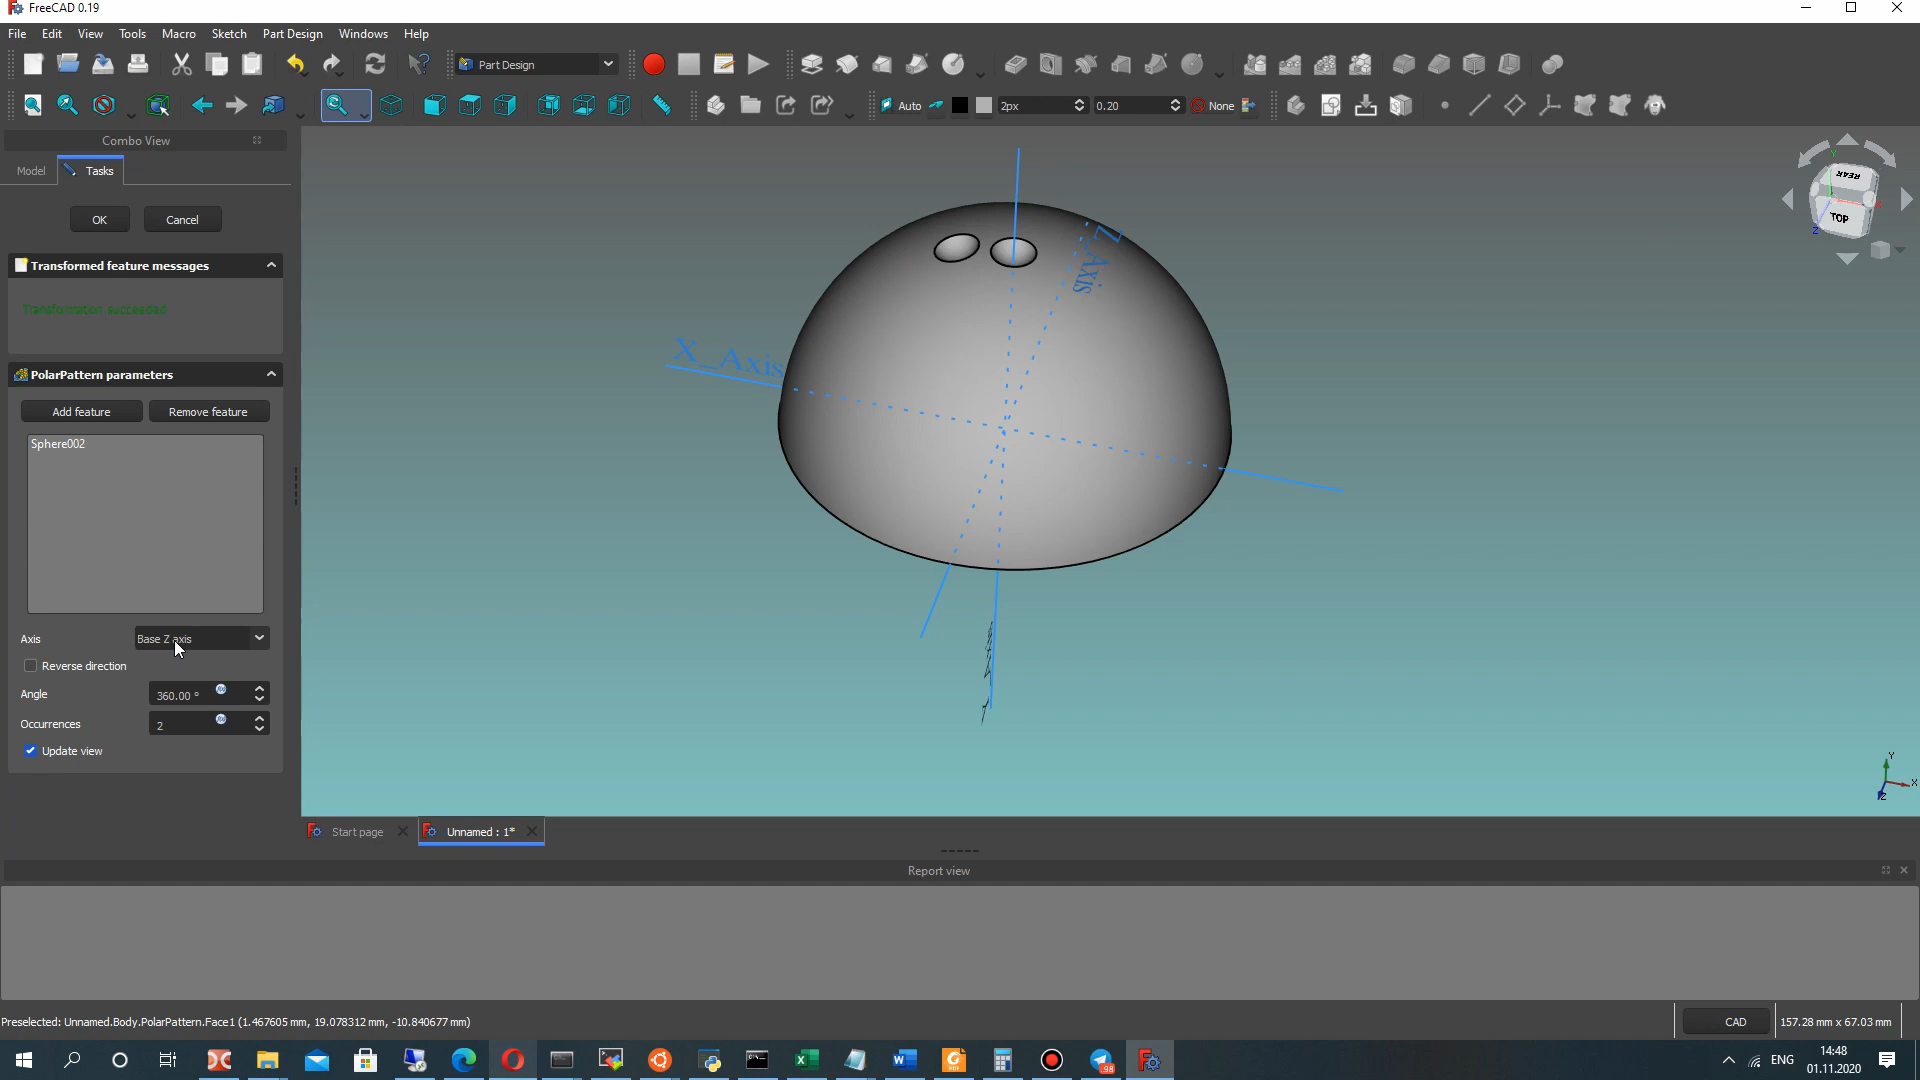 FreeCAD 0.19
File Edit View Tools Macro Sketch Part Design Windows Help
Part Design
Auto 2px 0.20 None
Combo View
Model Tasks
OK Cancel
Transformed feature messages
Transformation succeeded
PolarPattern parameters
Add feature Remove feature
Sphere002
Axis Base Z axis
Reverse direction
Angle 360.00 °
Occurrences 2
Update view
X_Axis
Z_Axis
REAR
TOP
Y
X
Z
Y
X
Z
Start page Unnamed : 1*
Report view
Preselected: Unnamed.Body.PolarPattern.Face1 (1.467605 mm, 19.078312 mm, -10.840677 mm)
CAD 157.28 mm x 67.03 mm
98
ENG
14:48
01.11.2020